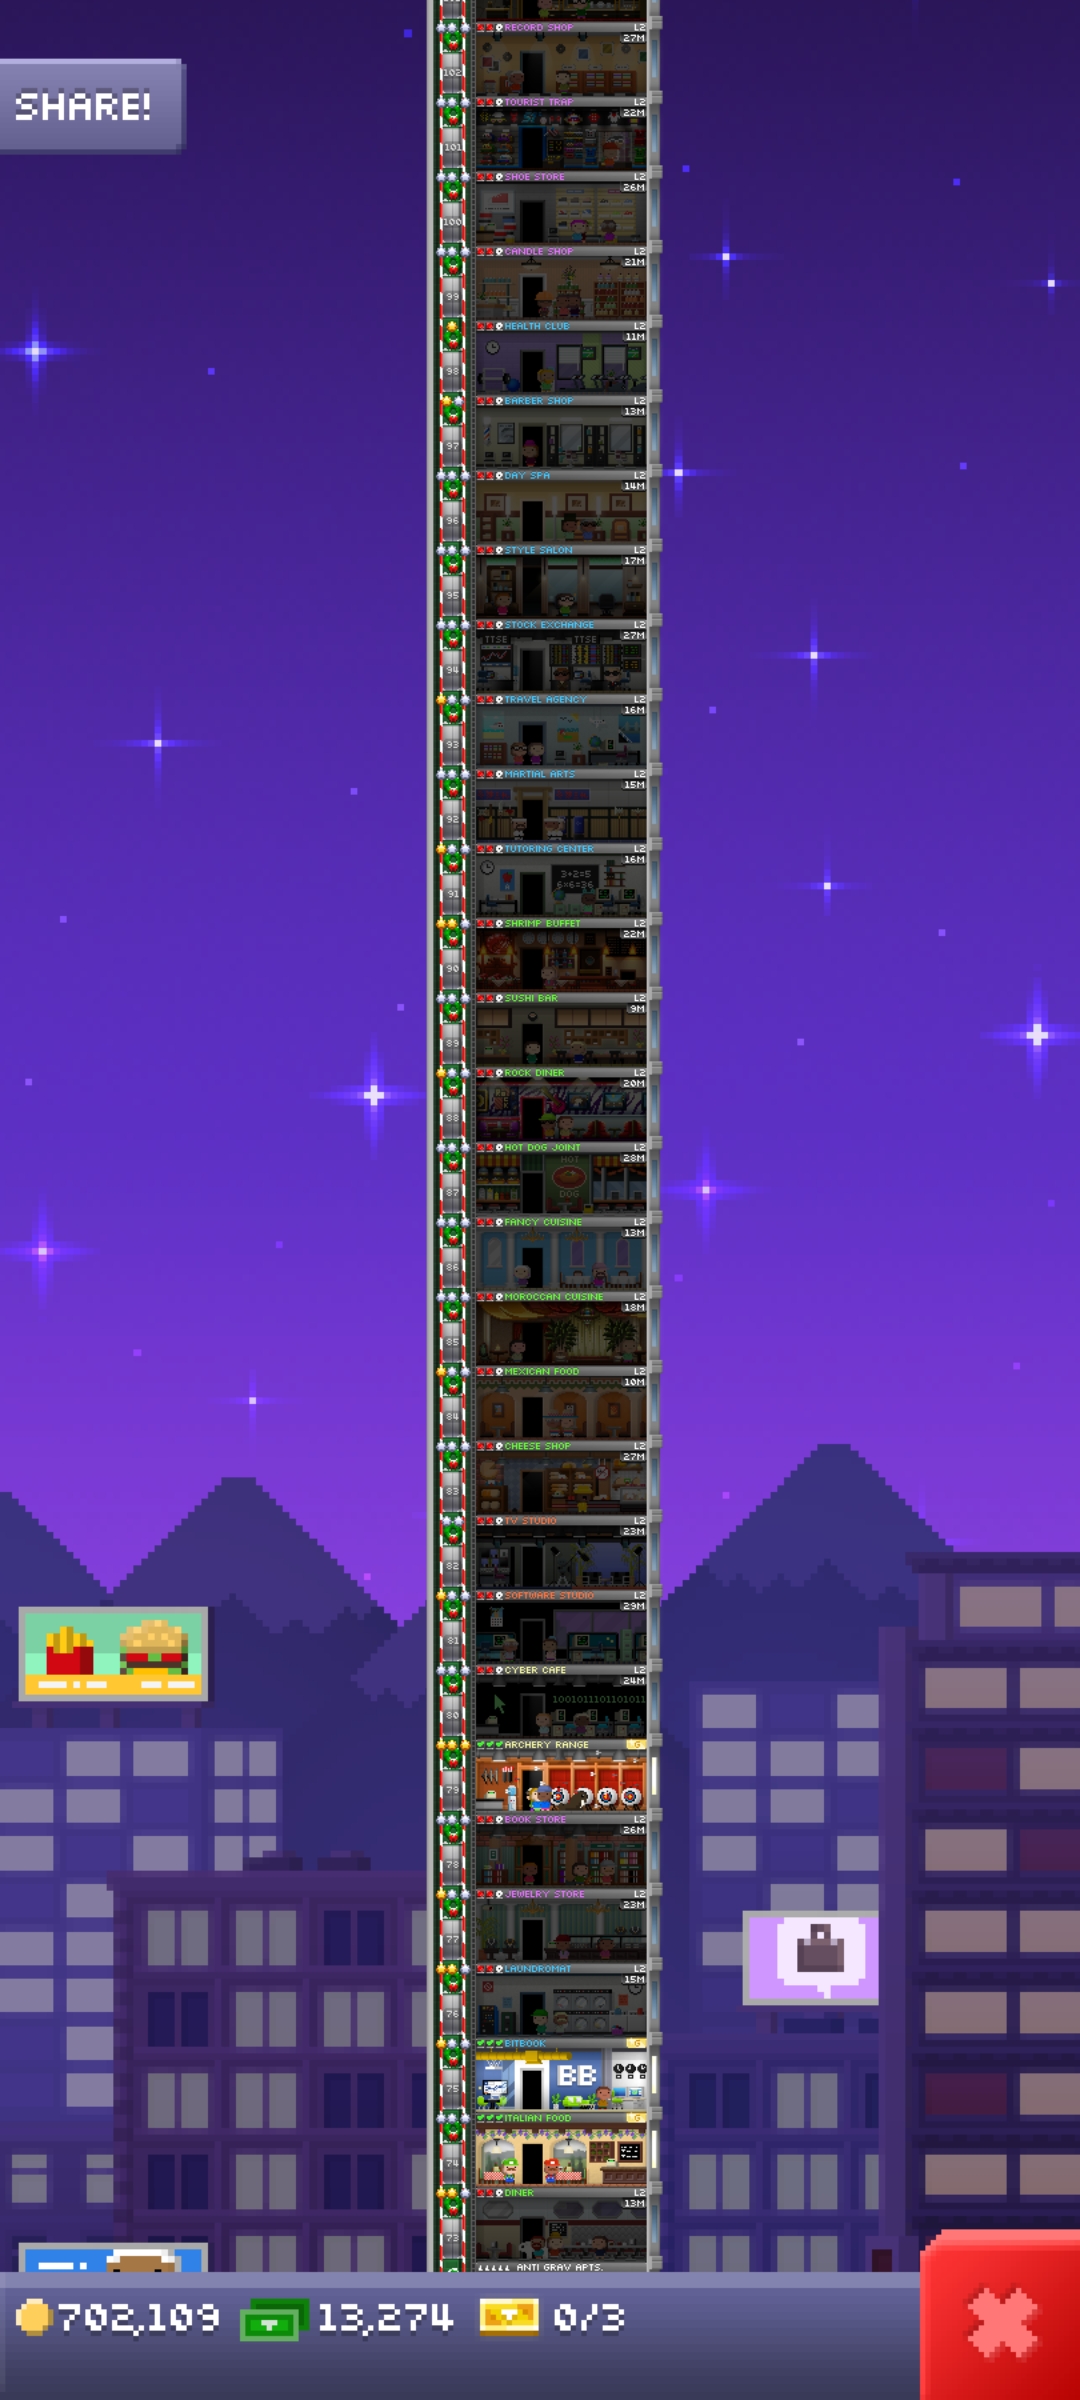 RECORD SHOP L2
27M
SHARE!
102
TOURIST TRAP L2
22M
101
SHOE STORE L2
26M
100
CANDLE SHOP L2
21M
99
HEALTH CLUB L2
11M
98
BARBER SHOP L2
13M
97
DAY SPA L2
14M
96
STYLE SALON L2
17M
95
STOCK EXCHANGE L2
27M
TTSE TTSE
94
TRAVEL AGENCY L2
16M
93
MARTIAL ARTS L2
15M
92
TUTORING CENTER L2
16M
3+2=5
6×6=36
91
SHRIMP BUFFET L2
22M
90
SUSHI BAR L2
9M
89
ROCK DINER L2
20M
88
HOT DOG JOINT L2
28M
HOT
DOG
87
FANCY CUISINE L2
13M
86
MOROCCAN CUISINE L2
18M
85
MEXICAN FOOD L2
10M
84
CHEESE SHOP L2
27M
83
TV STUDIO L2
23M
82
SOFTWARE STUDIO L2
29M
81
CYBER CAFE L2
24M
1001011101101011
80
ARCHERY RANGE G
79
BOOK STORE L2
26M
78
JEWELRY STORE L2
23M
77
LAUNDROMAT L2
15M
76
BITBOOK G
BB
75
ITALIAN FOOD G
74
DINER L2
13M
73
ANTI GRAV APTS.
702,109 13,274 0/3